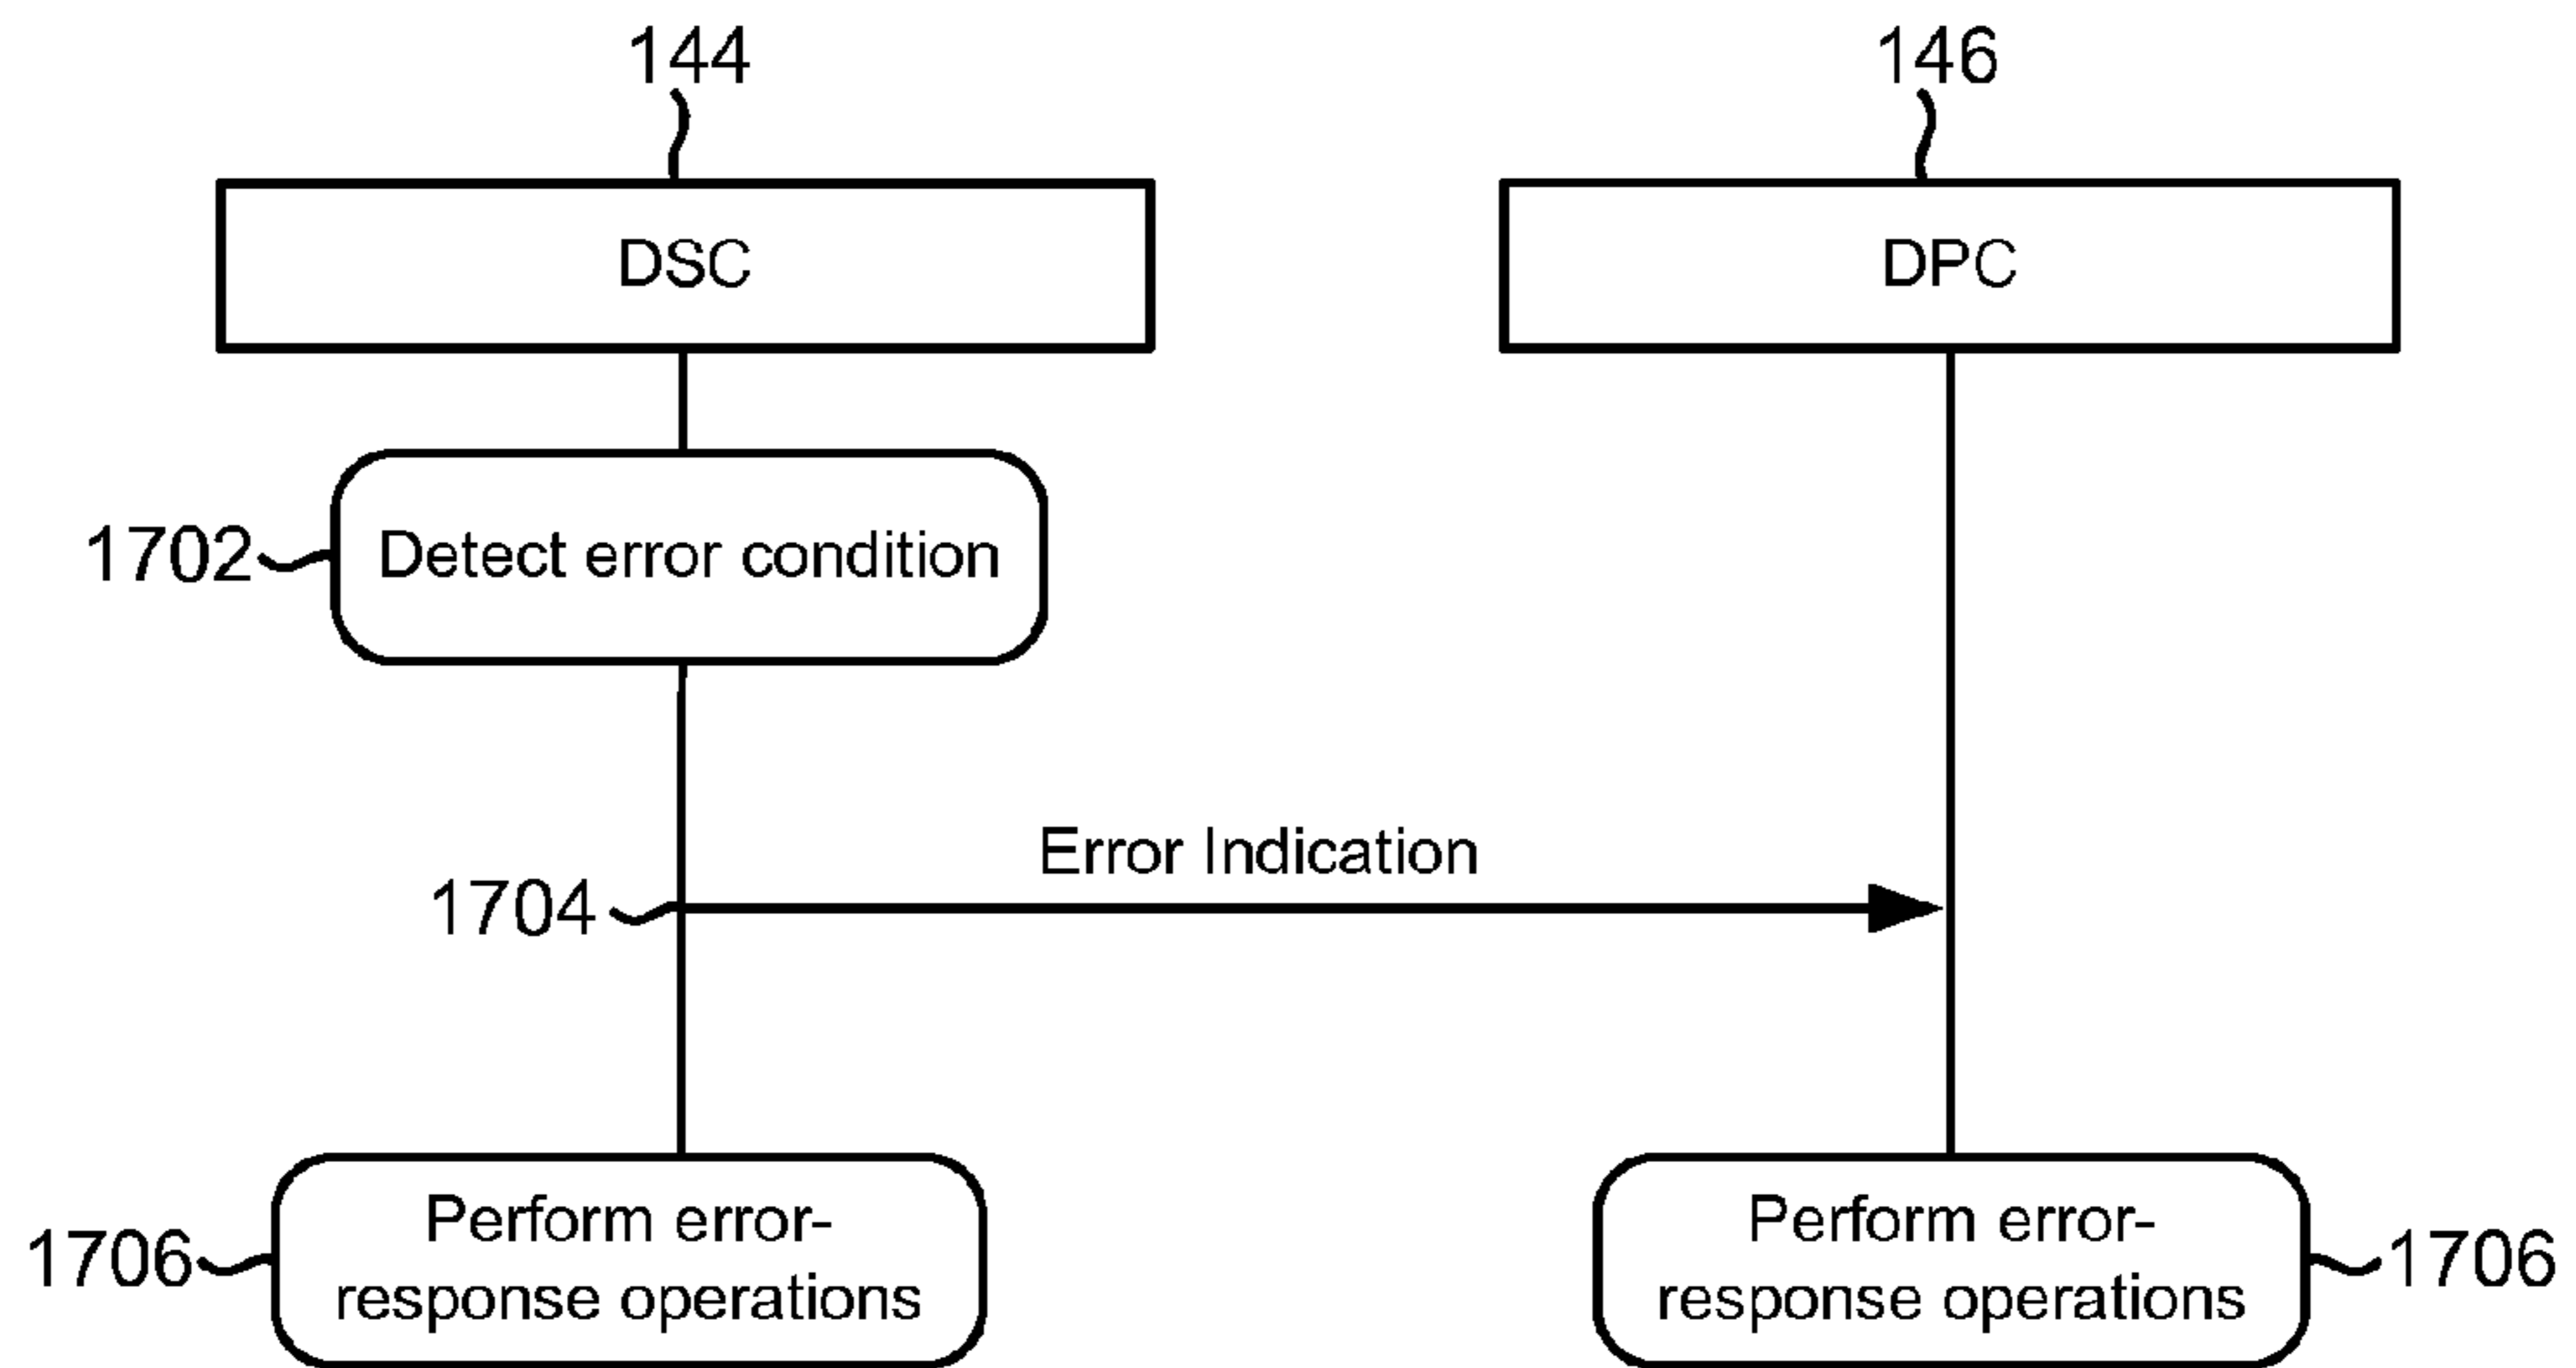 144
146
DSC
DPC
1702
Detect error condition
Error Indication
1704
Perform error-
response operations
1706
Perform error-
response operations
1706